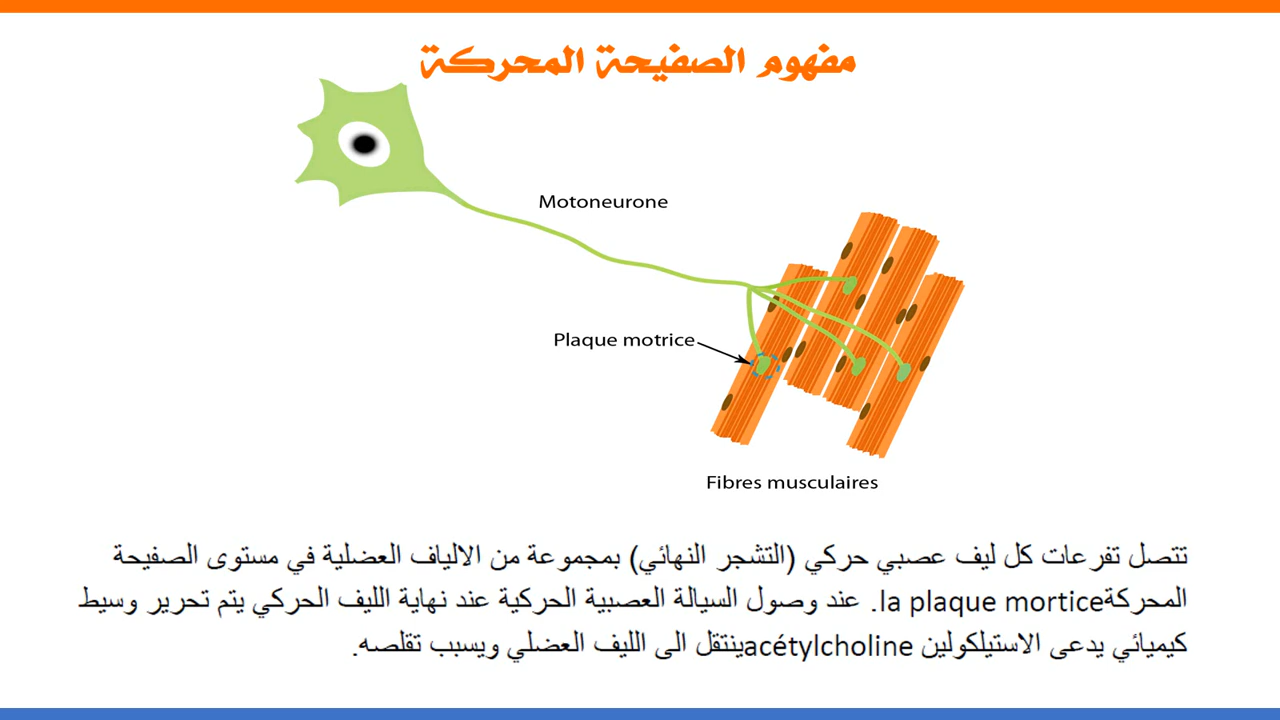 مفهوم الصفيحة المحركة
Motoneurone
Plaque motrice
Fibres musculaires
تتصل تفرعات كل ليف عصبي حركي (التشجر النهائي) بمجموعة من الالياف العضلية في مستوى الصفيحة
المحركةla plaque mortice. عند وصول السيالة العصبية الحركية عند نهاية الليف الحركي يتم تحرير وسيط
كيميائي يدعى الاستيلكولين acétylcholineينتقل الى الليف العضلي ويسبب تقلصه.